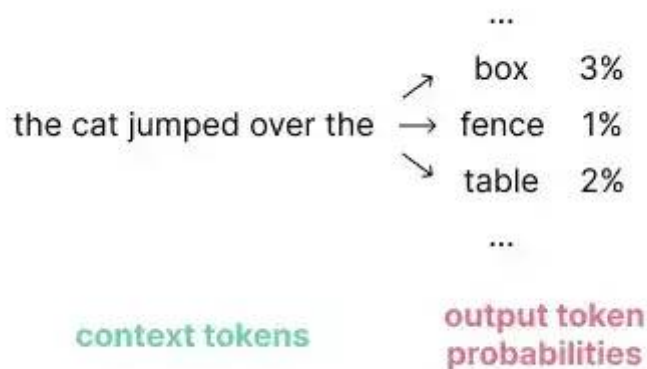 ...
box 3%
the cat jumped over the → fence 1%
table 2%
...
context tokens
output token
probabilities